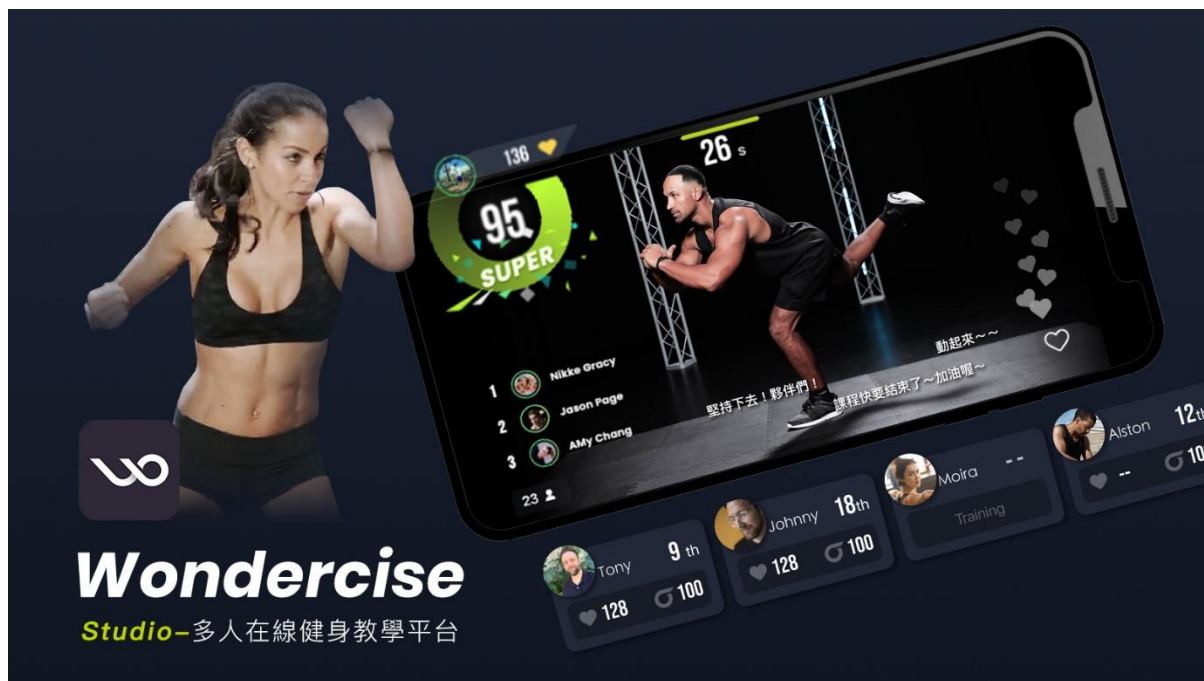 136
26 s
95
SUPER
1 Nikke Gracy
2 Jason Page
3 AMy Chang
23
動起來～～
堅持下去！夥伴們！
課程快要結束了～加油喔～
Tony 9 th
128 100
Johnny 18th
128 100
Moira --
Training
Alston 12th
-- 10
Wondercise
Studio–多人在線健身教學平台